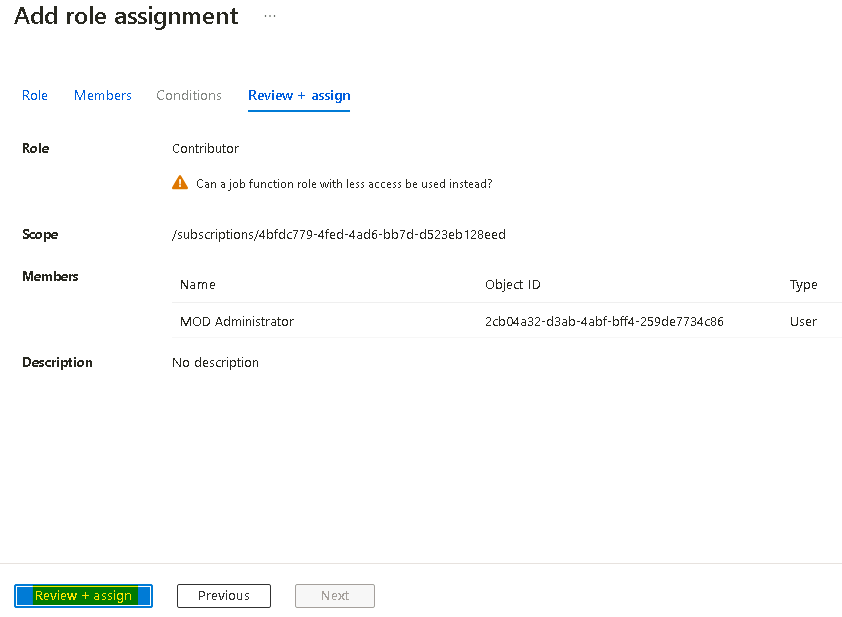 Add role assignment ...
Role Members Conditions Review + assign
Role Contributor
Can a job function role with less access be used instead?
Scope /subscriptions/4bfdc779-4fed-4ad6-bb7d-d523eb128eed
Members Name Object ID Type
MOD Administrator 2cb04a32-d3ab-4abf-bff4-259de7734c86 User
Description No description
Review + assign Previous Next